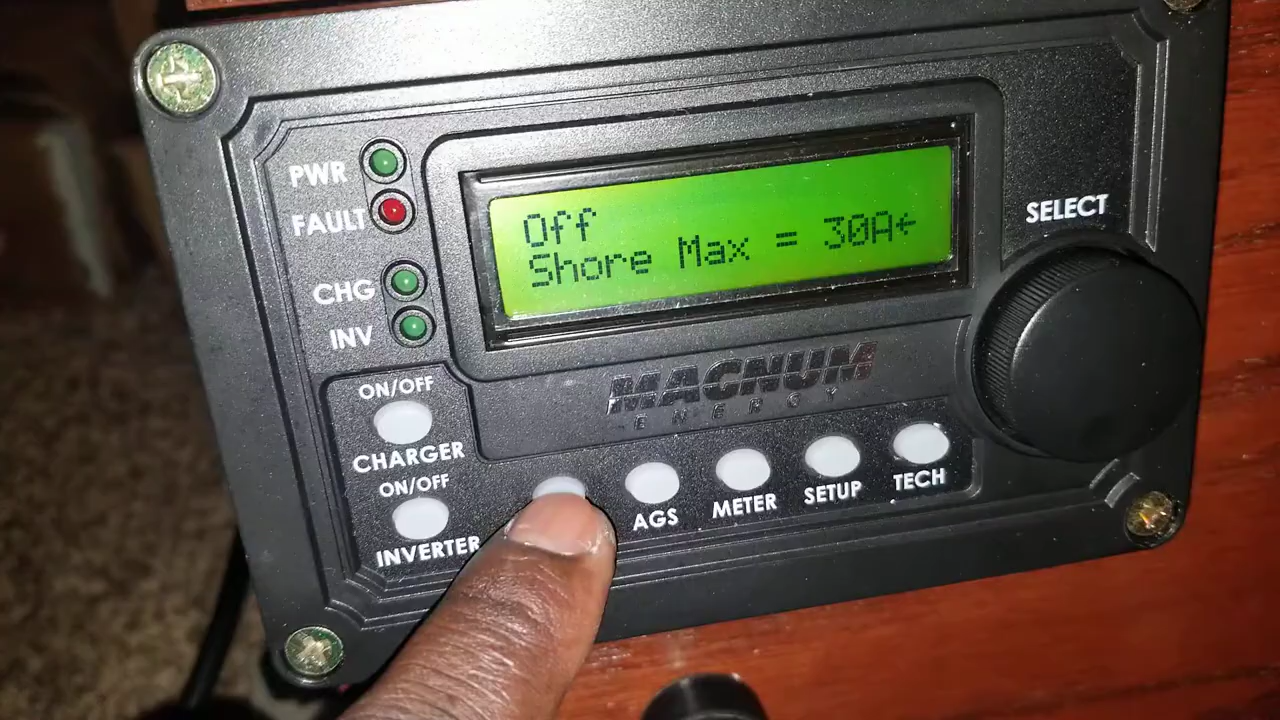 PWR
FAULT
CHG
INV
Off
Shore Max = 30A←
SELECT
MAGNUM
ENERGY
ON/OFF
CHARGER
ON/OFF
INVERTER
AGS
METER
SETUP
TECH